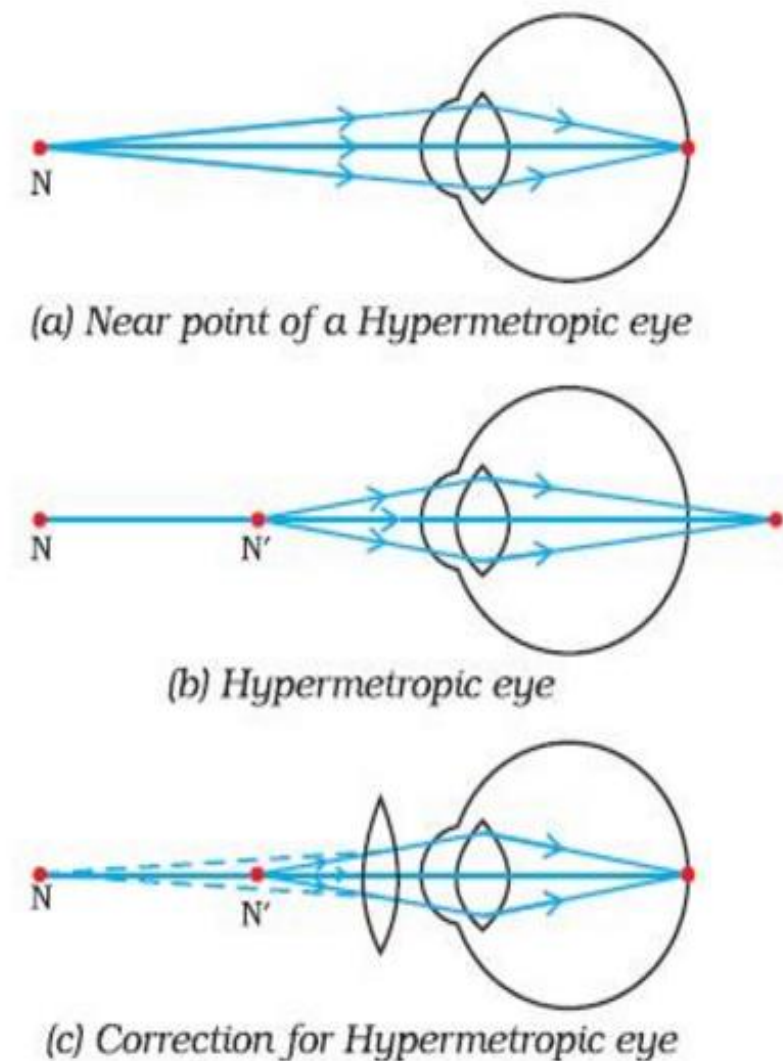 N
(a) Near point of a Hypermetropic eye
N N′
(b) Hypermetropic eye
N N′
(c) Correction for Hypermetropic eye